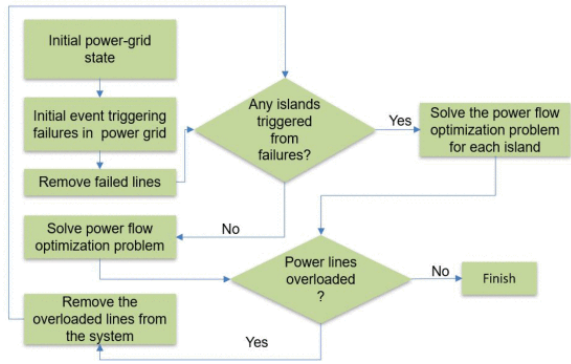 Initial power-grid
state
Initial event triggering
failures in power grid
Remove failed lines
Any islands
triggered
from
failures?
Yes
Solve the power flow
optimization problem
for each island
No
Solve power flow
optimization problem
Power lines
overloaded
?
No
Finish
Remove the
overloaded lines from
the system
Yes